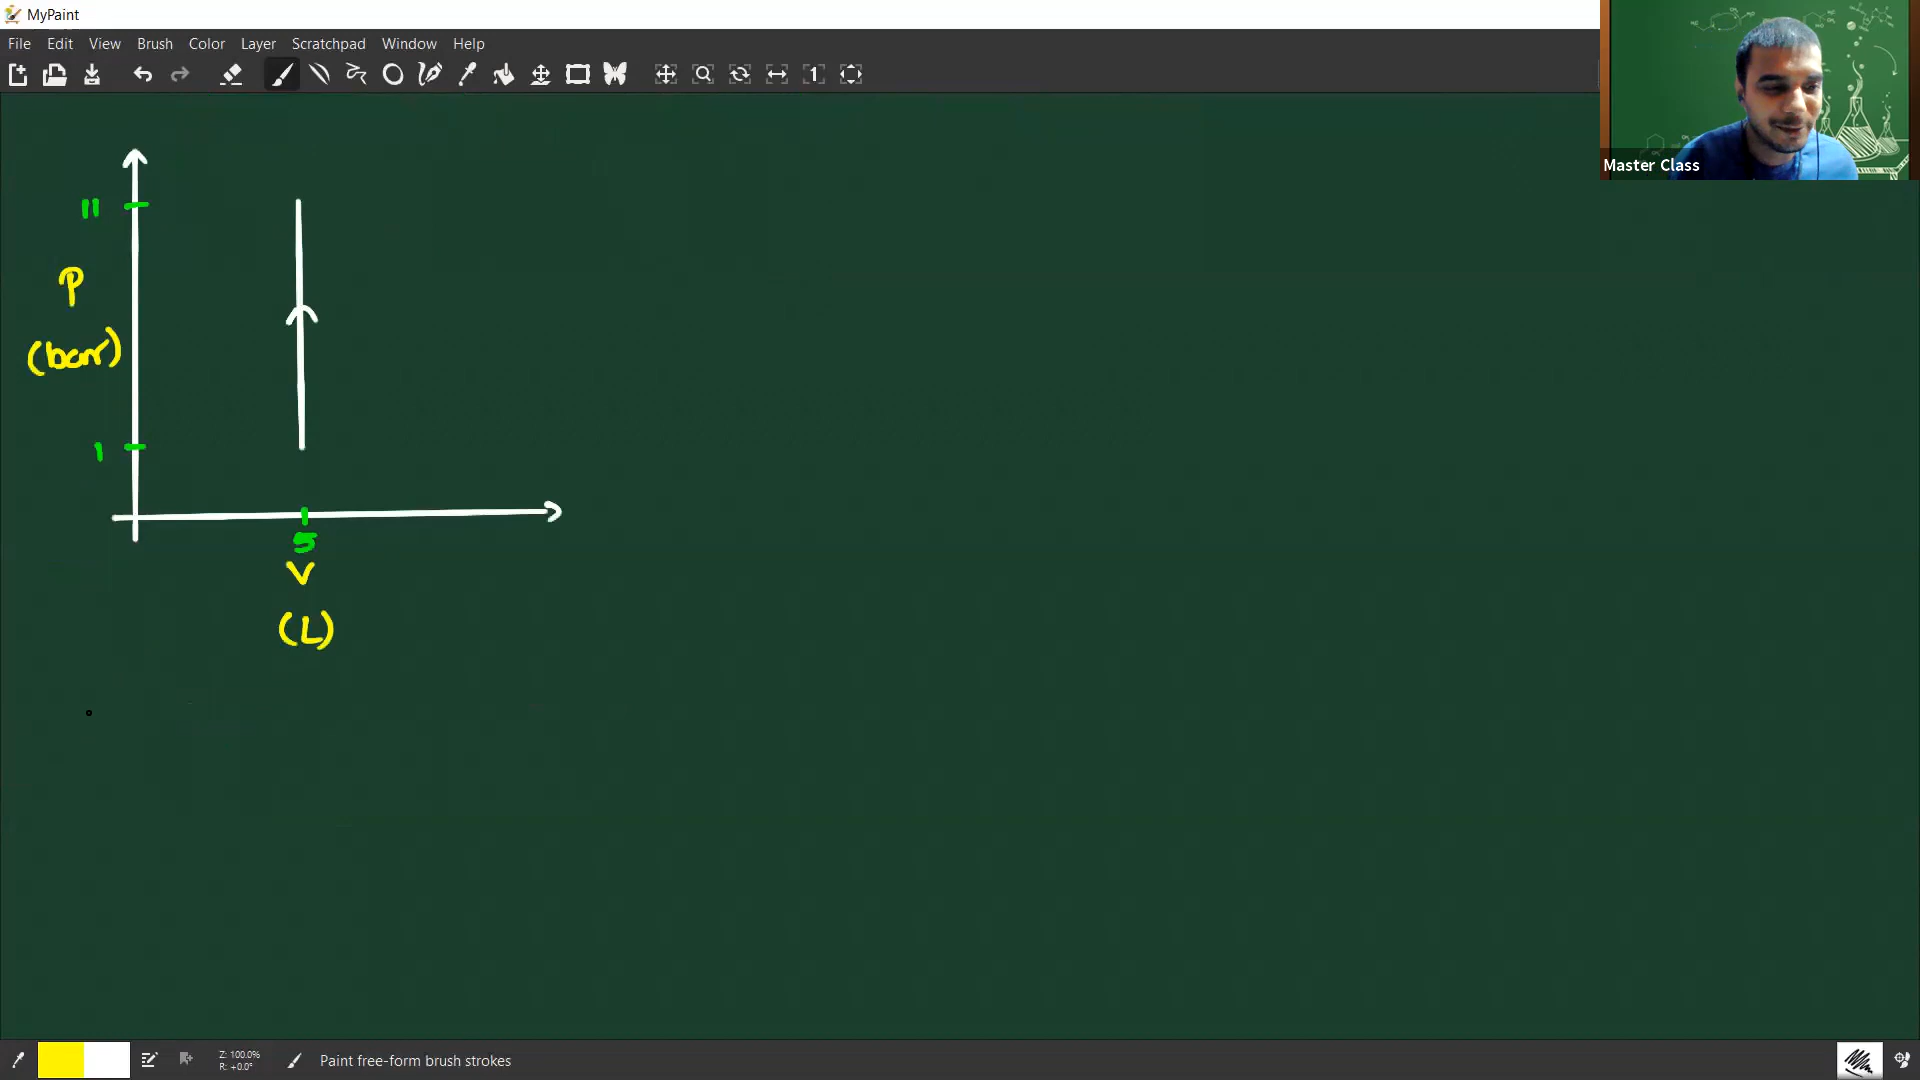 MyPaint
File Edit View Brush Color Layer Scratchpad Window Help
Master Class
11
P
(bar)
1
5
V
(L)
Z: 100.0%
R: +0.0°
Paint free-form brush strokes